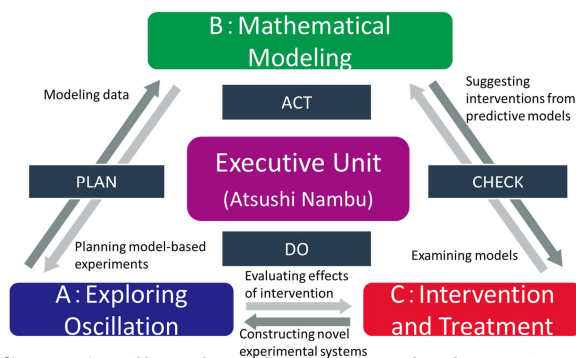 B:Mathematical
Modeling
Modeling data
Suggesting
interventions from
predictive models
ACT
Executive Unit
(Atsushi Nambu)
PLAN
CHECK
DO
Planning model-based
experiments
Examining models
A:Exploring
Oscillation
Evaluating effects
of intervention
Constructing novel
experimental systems
C:Intervention
and Treatment